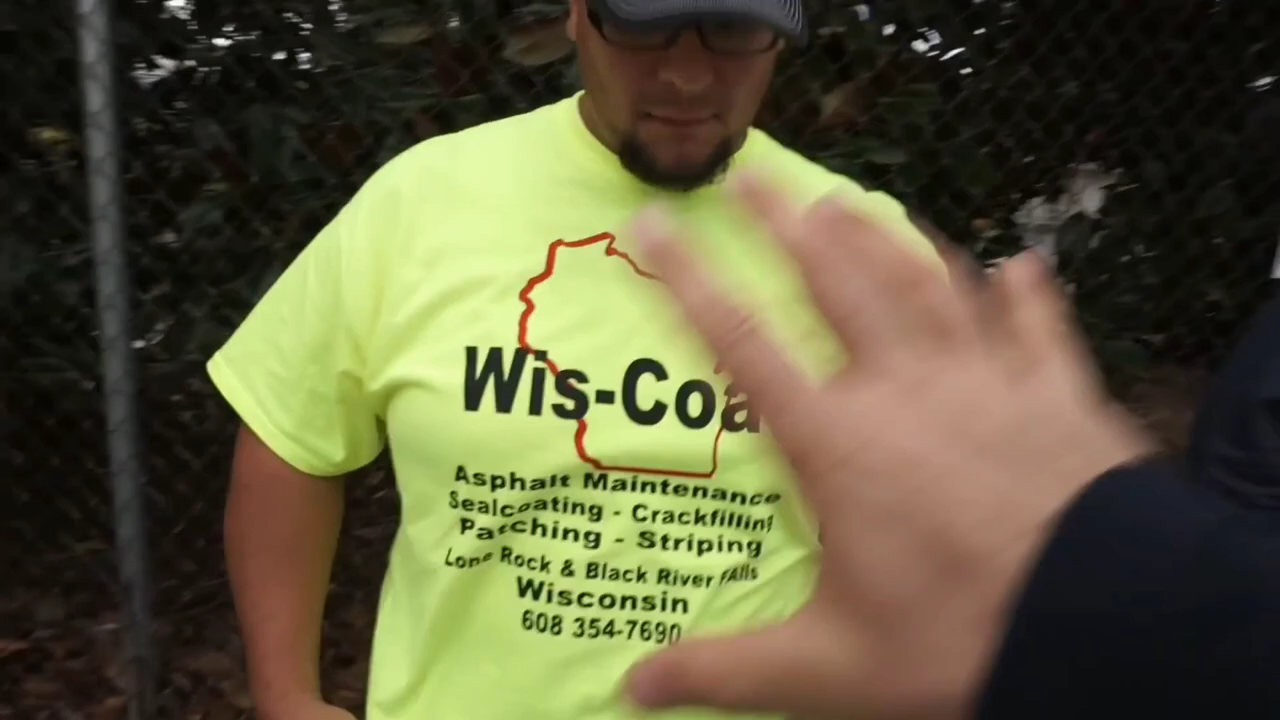 Wis-Coa
Asphalt Maintenance
Sealcoating - Crackfilling
Patching - Striping
Lone Rock & Black River FAlls
Wisconsin
608 354-7690